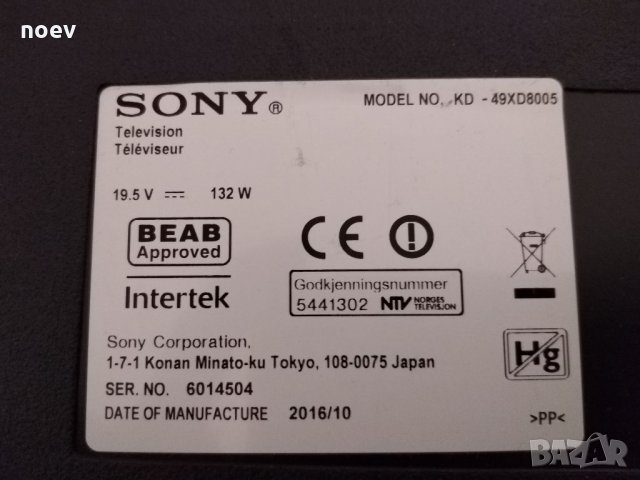 noev
SONY®
MODEL NO. KD - 49XD8005
Television
Téléviseur
19.5 V ⎓ 132 W
BEAB
Approved
CE
Intertek
Godkjenningsnummer
5441302 NTV NORGES
TELEVISJON
Sony Corporation,
1-7-1 Konan Minato-ku Tokyo, 108-0075 Japan
Hg
SER. NO. 6014504
DATE OF MANUFACTURE 2016/10
>PP<
BAZAR